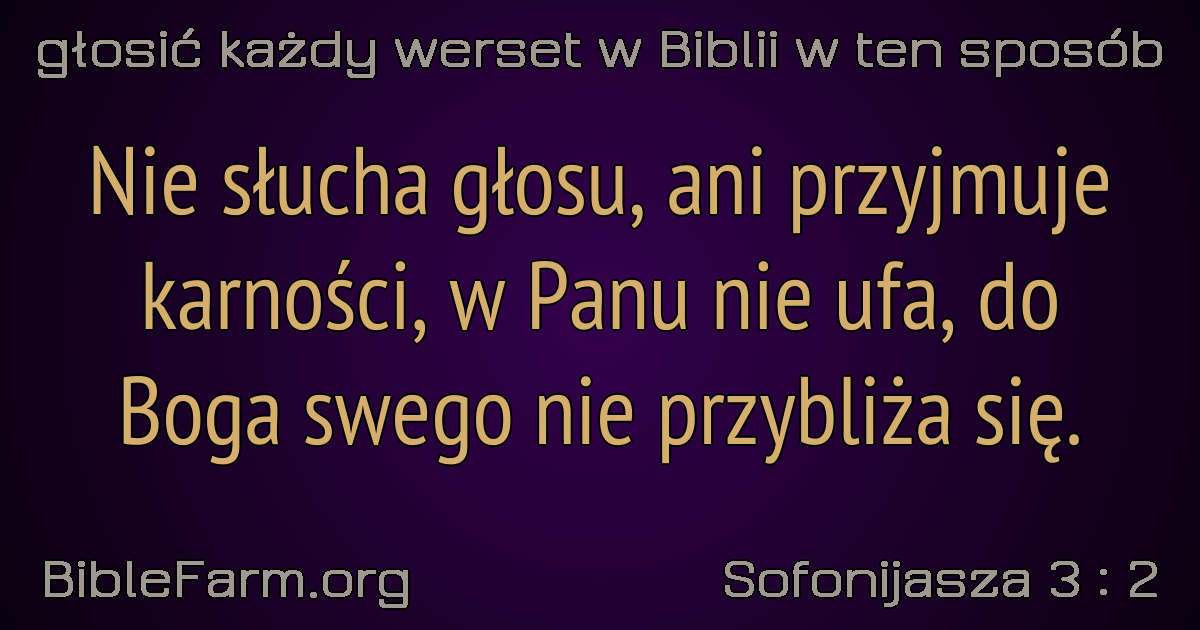 głosić każdy werset w Biblii w ten sposób
Nie słucha głosu, ani przyjmuje
karności, w Panu nie ufa, do
Boga swego nie przybliża się.
BibleFarm.org
Sofonijasza 3 : 2